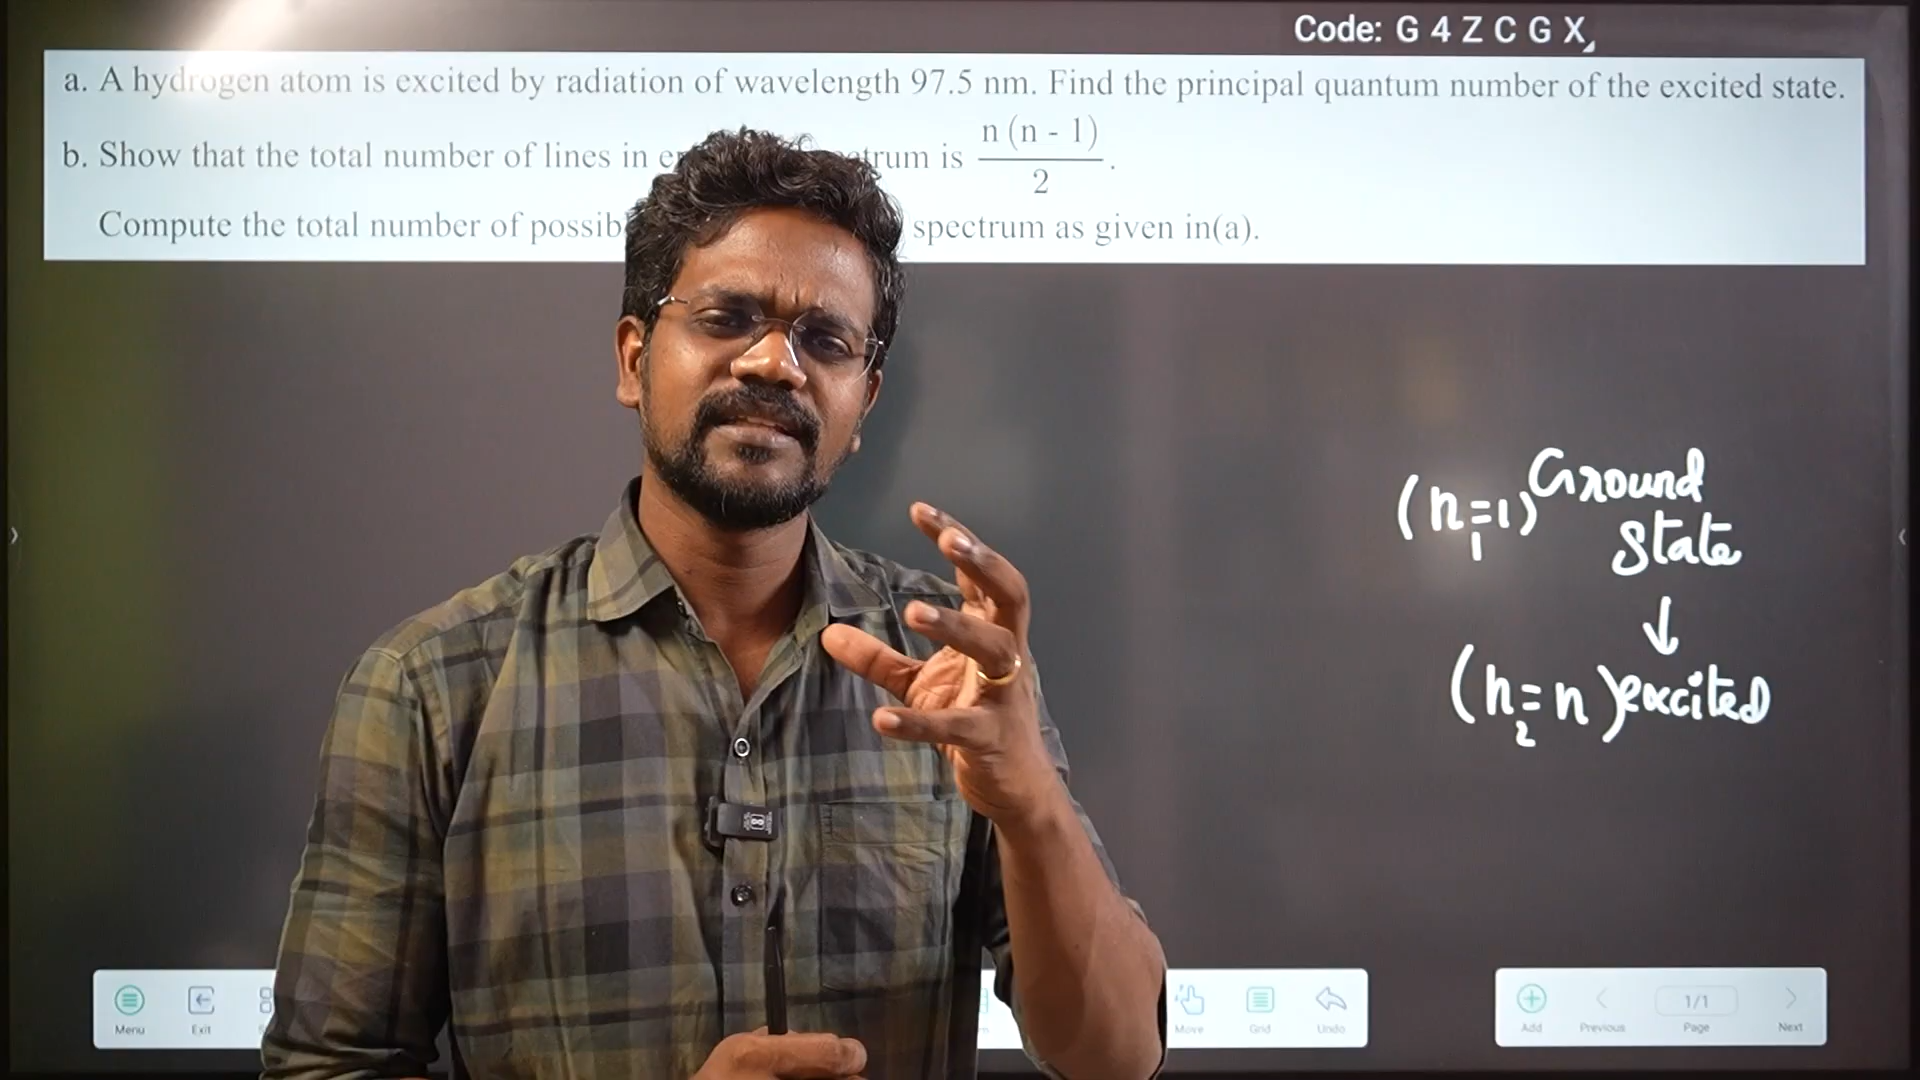 Code: G 4 Z C G X
a. A hydrogen atom is excited by radiation of wavelength 97.5 nm. Find the principal quantum number of the excited state.
b. Show that the total number of lines in trum is n (n - 1) / 2 .
Compute the total number of possib spectrum as given in(a).
(n₁=1) Ground
State
↓
(n₂=n) excited
Menu Exit Move Grid Undo Add Previous 1/1 Page Next